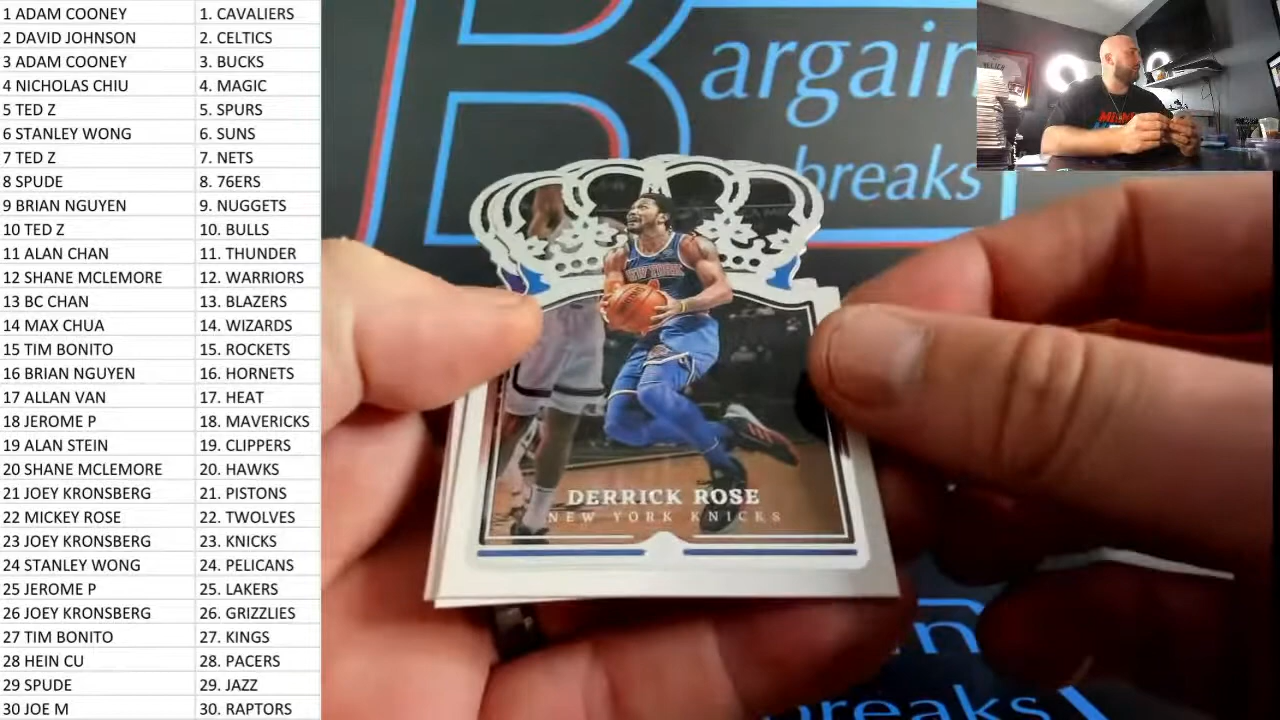 1 ADAM COONEY 1. CAVALIERS
2 DAVID JOHNSON 2. CELTICS
3 ADAM COONEY 3. BUCKS
4 NICHOLAS CHIU 4. MAGIC
5 TED Z 5. SPURS
6 STANLEY WONG 6. SUNS
7 TED Z 7. NETS
8 SPUDE 8. 76ERS
9 BRIAN NGUYEN 9. NUGGETS
10 TED Z 10. BULLS
11 ALAN CHAN 11. THUNDER
12 SHANE MCLEMORE 12. WARRIORS
13 BC CHAN 13. BLAZERS
14 MAX CHUA 14. WIZARDS
15 TIM BONITO 15. ROCKETS
16 BRIAN NGUYEN 16. HORNETS
17 ALLAN VAN 17. HEAT
18 JEROME P 18. MAVERICKS
19 ALAN STEIN 19. CLIPPERS
20 SHANE MCLEMORE 20. HAWKS
21 JOEY KRONSBERG 21. PISTONS
22 MICKEY ROSE 22. TWOLVES
23 JOEY KRONSBERG 23. KNICKS
24 STANLEY WONG 24. PELICANS
25 JEROME P 25. LAKERS
26 JOEY KRONSBERG 26. GRIZZLIES
27 TIM BONITO 27. KINGS
28 HEIN CU 28. PACERS
29 SPUDE 29. JAZZ
30 JOE M 30. RAPTORS
Bargain
breaks
NEW YORK
DERRICK ROSE
NEW YORK KNICKS
breaks